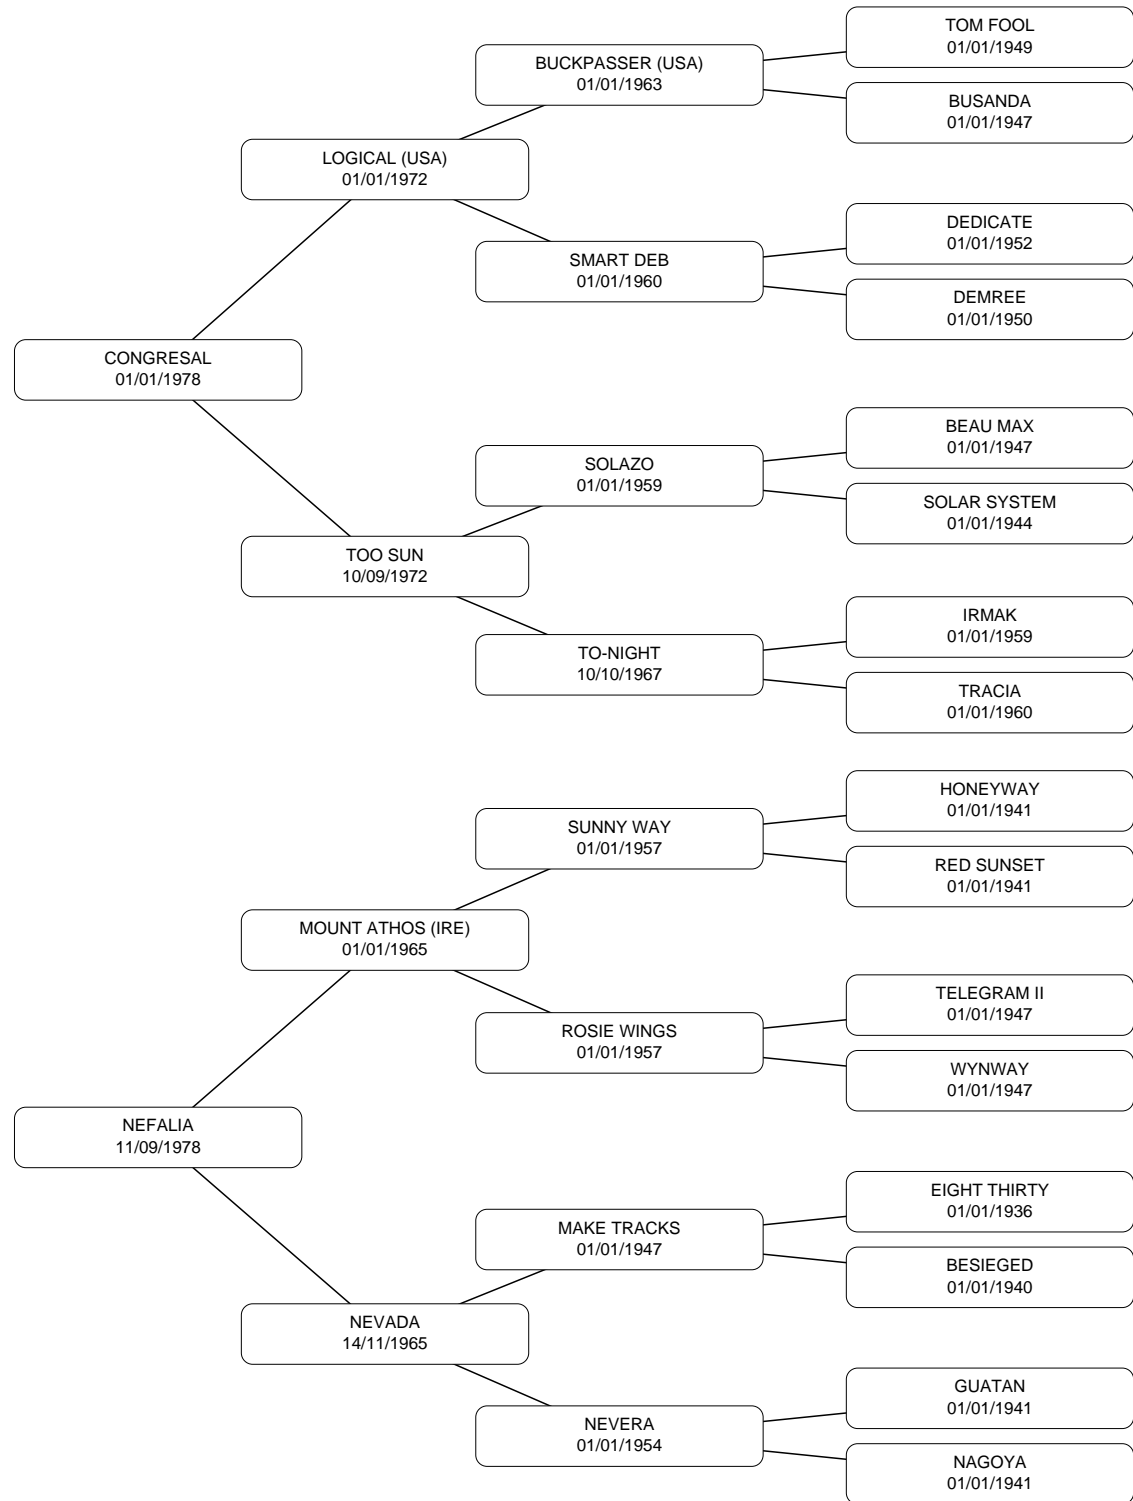 TOM FOOL
01/01/1949
BUCKPASSER (USA)
01/01/1963
BUSANDA
01/01/1947
LOGICAL (USA)
01/01/1972
DEDICATE
01/01/1952
SMART DEB
01/01/1960
DEMREE
01/01/1950
CONGRESAL
01/01/1978
BEAU MAX
01/01/1947
SOLAZO
01/01/1959
SOLAR SYSTEM
01/01/1944
TOO SUN
10/09/1972
IRMAK
01/01/1959
TO-NIGHT
10/10/1967
TRACIA
01/01/1960
HONEYWAY
01/01/1941
SUNNY WAY
01/01/1957
RED SUNSET
01/01/1941
MOUNT ATHOS (IRE)
01/01/1965
TELEGRAM II
01/01/1947
ROSIE WINGS
01/01/1957
WYNWAY
01/01/1947
NEFALIA
11/09/1978
EIGHT THIRTY
01/01/1936
MAKE TRACKS
01/01/1947
BESIEGED
01/01/1940
NEVADA
14/11/1965
GUATAN
01/01/1941
NEVERA
01/01/1954
NAGOYA
01/01/1941